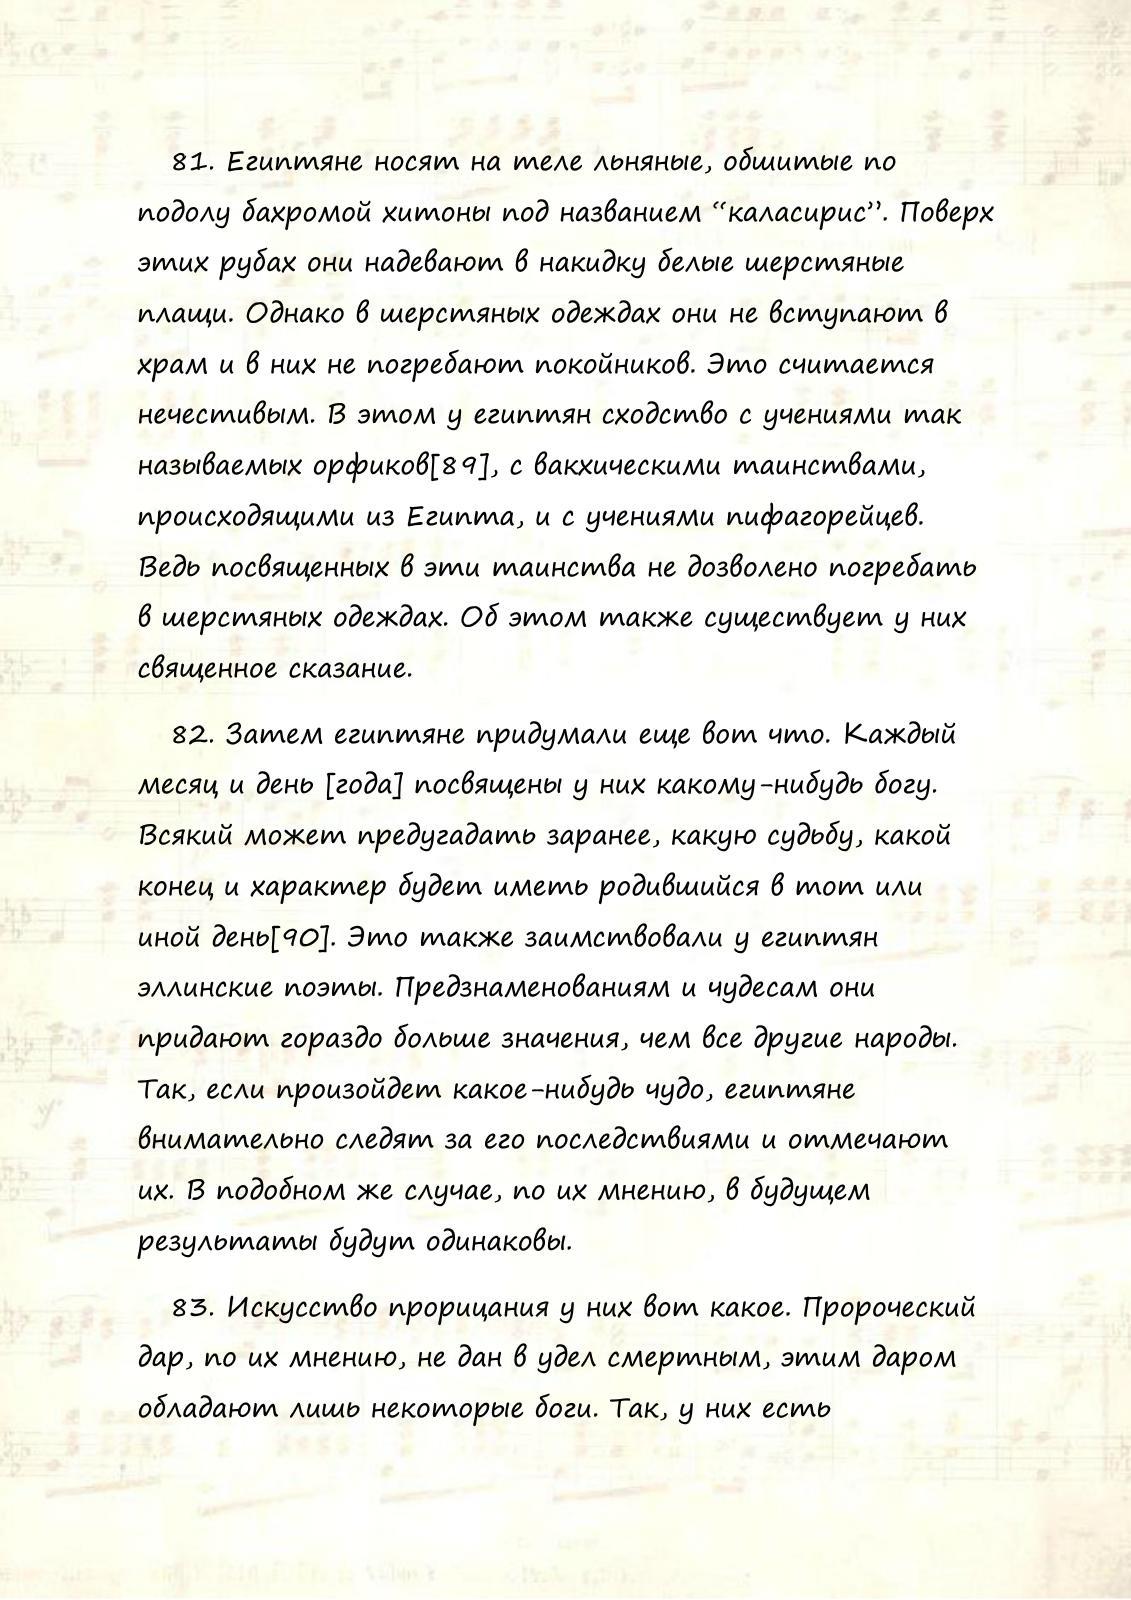 81. Египтяне носят на теле льняные, обшитые по
подолу бахромой хитоны под названием “каласирис”. Поверх
этих рубах они надевают в накидку белые шерстяные
плащи. Однако в шерстяных одеждах они не вступают в
храм и в них не погребают покойников. Это считается
нечестивым. В этом у египтян сходство с учениями так
называемых орфиков[89], с вакхическими таинствами,
происходящими из Египта, и с учениями пифагорейцев.
Ведь посвященных в эти таинства не дозволено погребать
в шерстяных одеждах. Об этом также существует у них
священное сказание.
82. Затем египтяне придумали еще вот что. Каждый
месяц и день [года] посвящены у них какому-нибудь богу.
Всякий может предугадать заранее, какую судьбу, какой
конец и характер будет иметь родившийся в тот или
иной день[90]. Это также заимствовали у египтян
эллинские поэты. Предзнаменованиям и чудесам они
придают гораздо больше значения, чем все другие народы.
Так, если произойдет какое-нибудь чудо, египтяне
внимательно следят за его последствиями и отмечают
их. В подобном же случае, по их мнению, в будущем
результаты будут одинаковы.
83. Искусство прорицания у них вот какое. Пророческий
дар, по их мнению, не дан в удел смертным, этим даром
обладают лишь некоторые боги. Так, у них есть